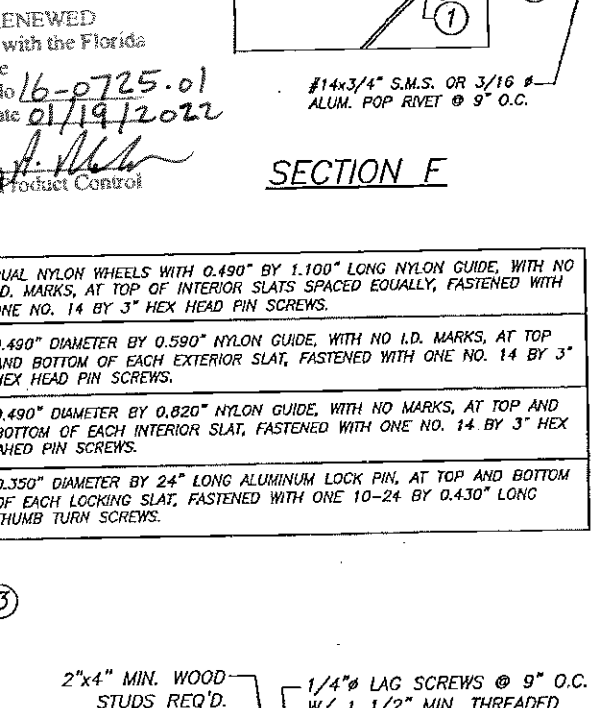 ENEWED
with the Florida
No 16-0725.01
ate 01/19/2022
Product Control
1
#14x3/4" S.M.S. OR 3/16 ø
ALUM. POP RIVET @ 9" O.C.
SECTION F
UAL NYLON WHEELS WITH 0.490" BY 1.100" LONG NYLON GUIDE, WITH NO
.D. MARKS, AT TOP OF INTERIOR SLATS SPACED EQUALLY, FASTENED WITH
NE NO. 14 BY 3" HEX HEAD PIN SCREWS.
.490" DIAMETER BY 0.590" NYLON GUIDE, WITH NO I.D. MARKS, AT TOP
AND BOTTOM OF EACH EXTERIOR SLAT, FASTENED WITH ONE NO. 14 BY 3"
HEX HEAD PIN SCREWS.
0.490" DIAMETER BY 0.820" NYLON GUIDE, WITH NO MARKS, AT TOP AND
BOTTOM OF EACH INTERIOR SLAT, FASTENED WITH ONE NO. 14 BY 3" HEX
AHED PIN SCREWS.
0.350" DIAMETER BY 24" LONG ALUMINUM LOCK PIN, AT TOP AND BOTTOM
OF EACH LOCKING SLAT, FASTENED WITH ONE 10-24 BY 0.430" LONG
THUMB TURN SCREWS.
3
2"x4" MIN. WOOD
STUDS REQ'D.
1/4"ø LAG SCREWS @ 9" O.C.
W/ 1 1/2" MIN. THREADED